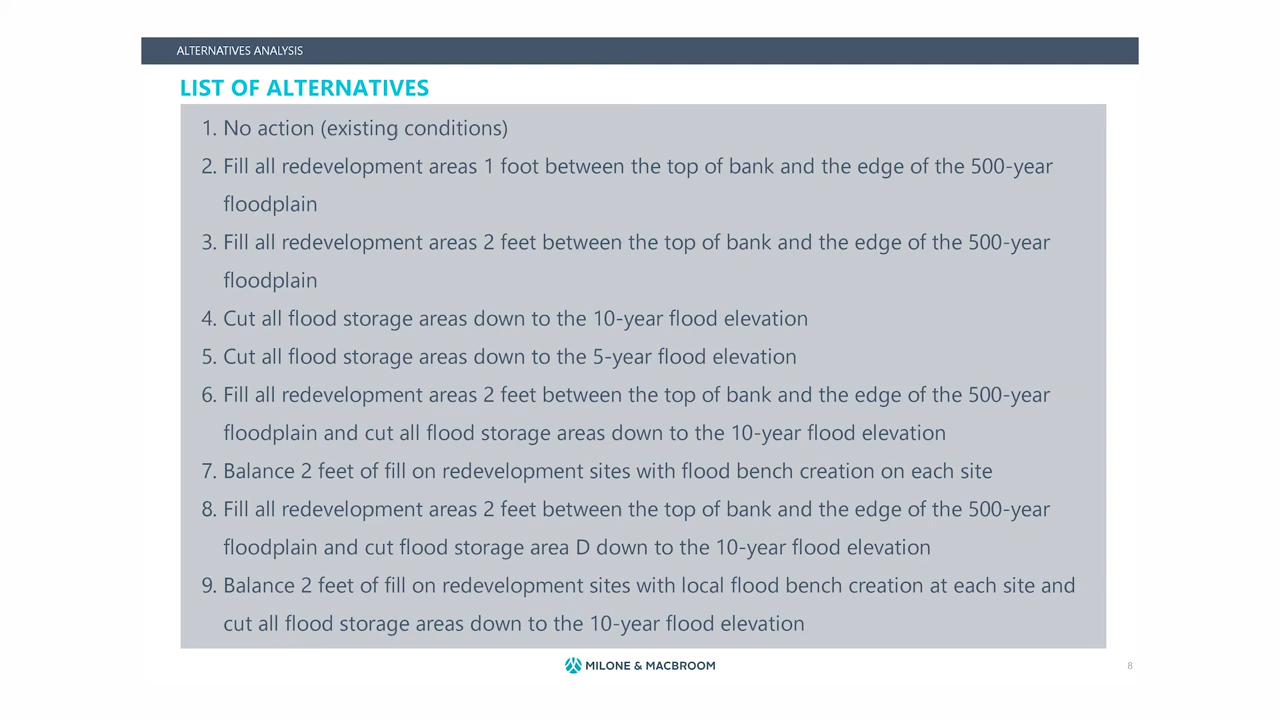 ALTERNATIVES ANALYSIS
LIST OF ALTERNATIVES
1. No action (existing conditions)
2. Fill all redevelopment areas 1 foot between the top of bank and the edge of the 500-year
floodplain
3. Fill all redevelopment areas 2 feet between the top of bank and the edge of the 500-year
floodplain
4. Cut all flood storage areas down to the 10-year flood elevation
5. Cut all flood storage areas down to the 5-year flood elevation
6. Fill all redevelopment areas 2 feet between the top of bank and the edge of the 500-year
floodplain and cut all flood storage areas down to the 10-year flood elevation
7. Balance 2 feet of fill on redevelopment sites with flood bench creation on each site
8. Fill all redevelopment areas 2 feet between the top of bank and the edge of the 500-year
floodplain and cut flood storage area D down to the 10-year flood elevation
9. Balance 2 feet of fill on redevelopment sites with local flood bench creation at each site and
cut all flood storage areas down to the 10-year flood elevation
MILONE & MACBROOM
8